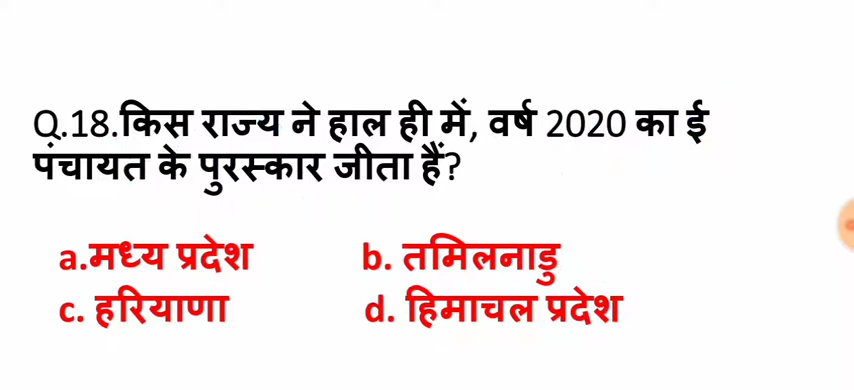 Q.18.किस राज्य ने हाल ही में, वर्ष 2020 का ई
पंचायत के पुरस्कार जीता हैं?
a.मध्य प्रदेश b. तमिलनाडु
c. हरियाणा d. हिमाचल प्रदेश